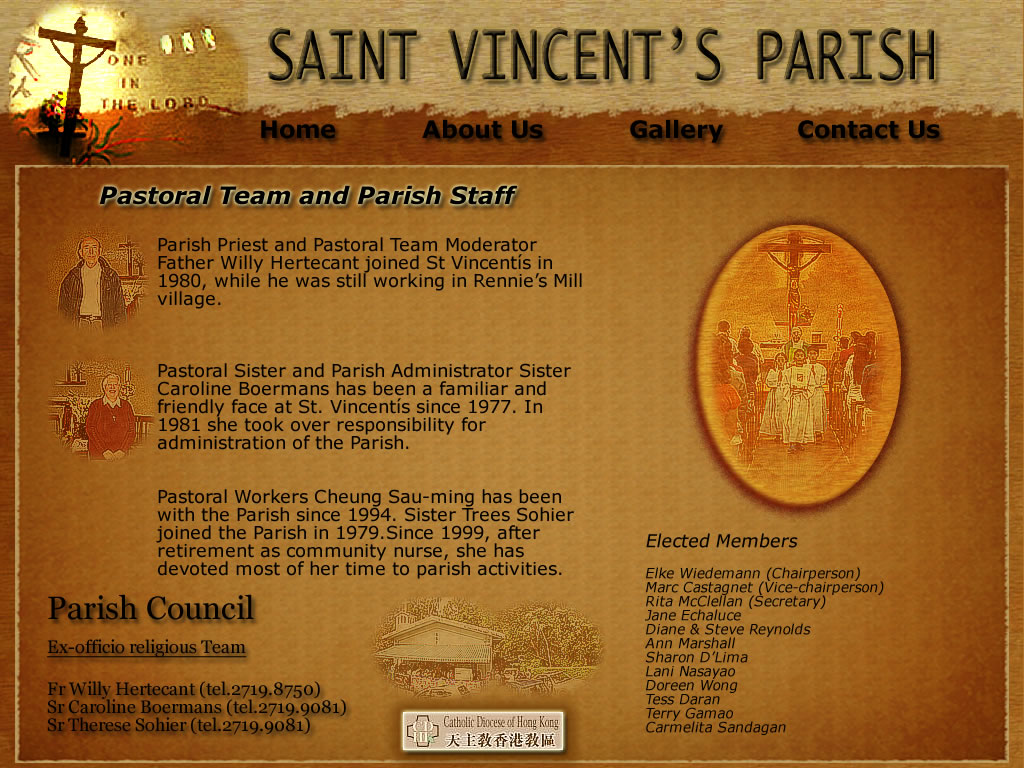 SAINT VINCENT'S PARISH
ONE
IN
THE LORD
Home
About Us
Gallery
Contact Us
Pastoral Team and Parish Staff
Parish Priest and Pastoral Team Moderator
Father Willy Hertecant joined St Vincentís in
1980, while he was still working in Rennie’s Mill
village.
Pastoral Sister and Parish Administrator Sister
Caroline Boermans has been a familiar and
friendly face at St. Vincentís since 1977. In
1981 she took over responsibility for
administration of the Parish.
Pastoral Workers Cheung Sau-ming has been
with the Parish since 1994. Sister Trees Sohier
joined the Parish in 1979.Since 1999, after
retirement as community nurse, she has
devoted most of her time to parish activities.
Parish Council
Ex-officio religious Team
Fr Willy Hertecant (tel.2719.8750)
Sr Caroline Boermans (tel.2719.9081)
Sr Therese Sohier (tel.2719.9081)
Catholic Diocese of Hong Kong
天主教香港教區
Elected Members
Elke Wiedemann (Chairperson)
Marc Castagnet (Vice-chairperson)
Rita McClellan (Secretary)
Jane Echaluce
Diane & Steve Reynolds
Ann Marshall
Sharon D’Lima
Lani Nasayao
Doreen Wong
Tess Daran
Terry Gamao
Carmelita Sandagan